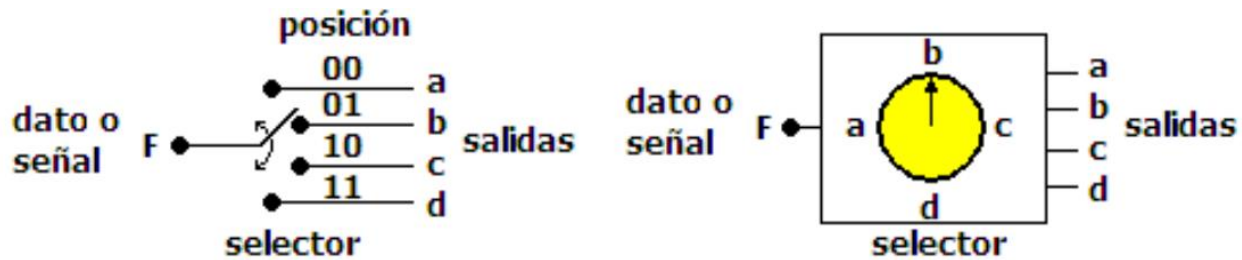 posición
00
a
01
b
10
c
11
d
dato o
señal
F
salidas
selector
dato o
señal
F
b
a
c
d
a
b
c
d
salidas
selector